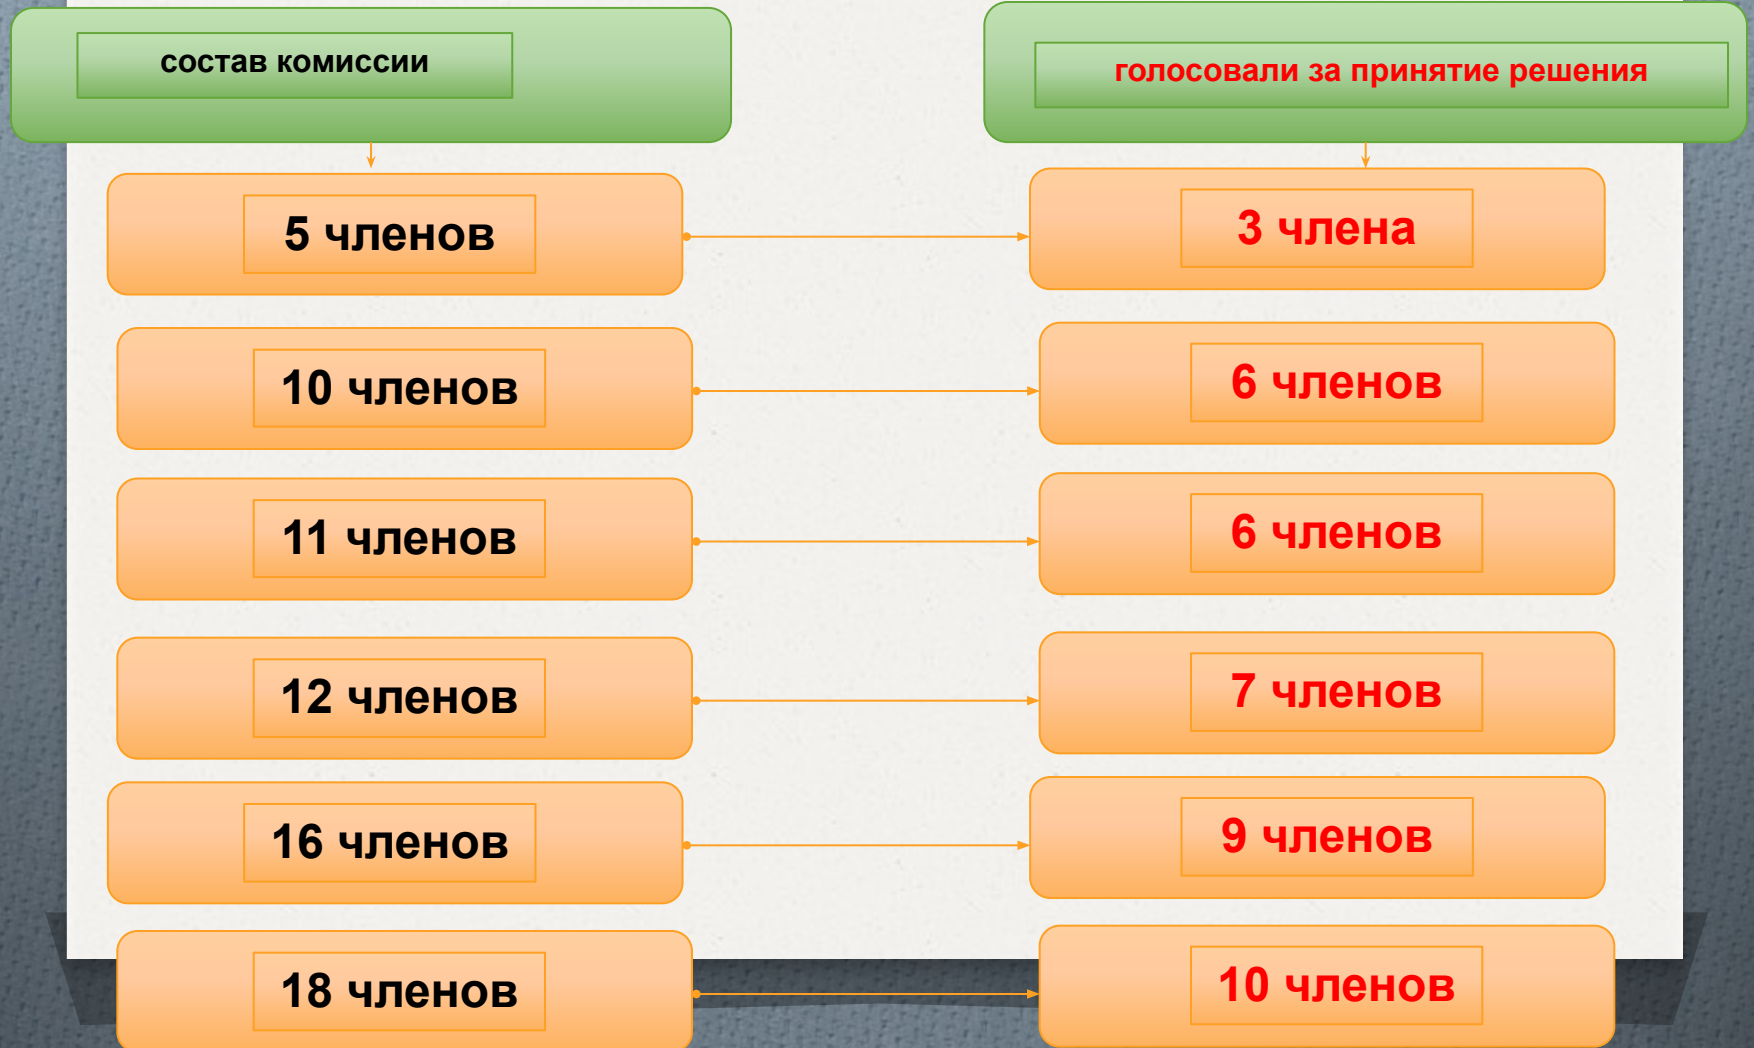 состав комиссии
голосовали за принятие решения
5 членов
3 члена
10 членов
6 членов
11 членов
6 членов
12 членов
7 членов
16 членов
9 членов
18 членов
10 членов